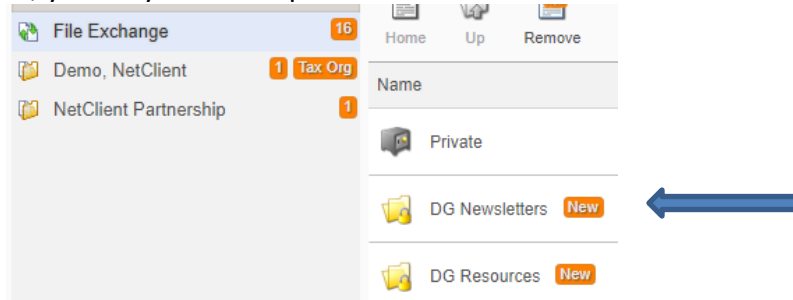 File Exchange 16
Demo, NetClient 1 Tax Org
NetClient Partnership 1
Home Up Remove
Name
Private
DG Newsletters New
DG Resources New